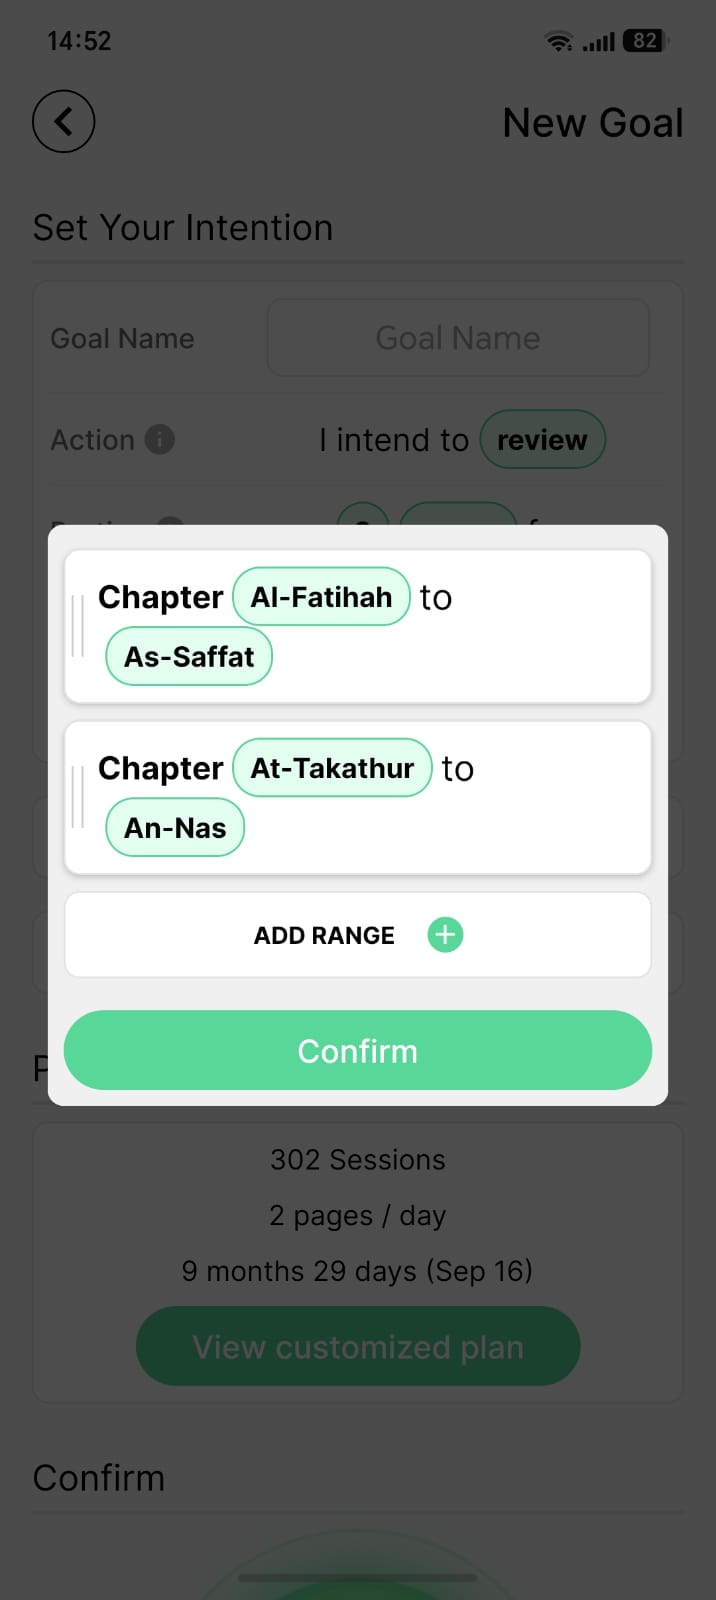 14:52
82
New Goal
Set Your Intention
Goal Name Goal Name
Action i I intend to review
Chapter Al-Fatihah to
As-Saffat
Chapter At-Takathur to
An-Nas
ADD RANGE +
Confirm
302 Sessions
2 pages / day
9 months 29 days (Sep 16)
View customized plan
Confirm